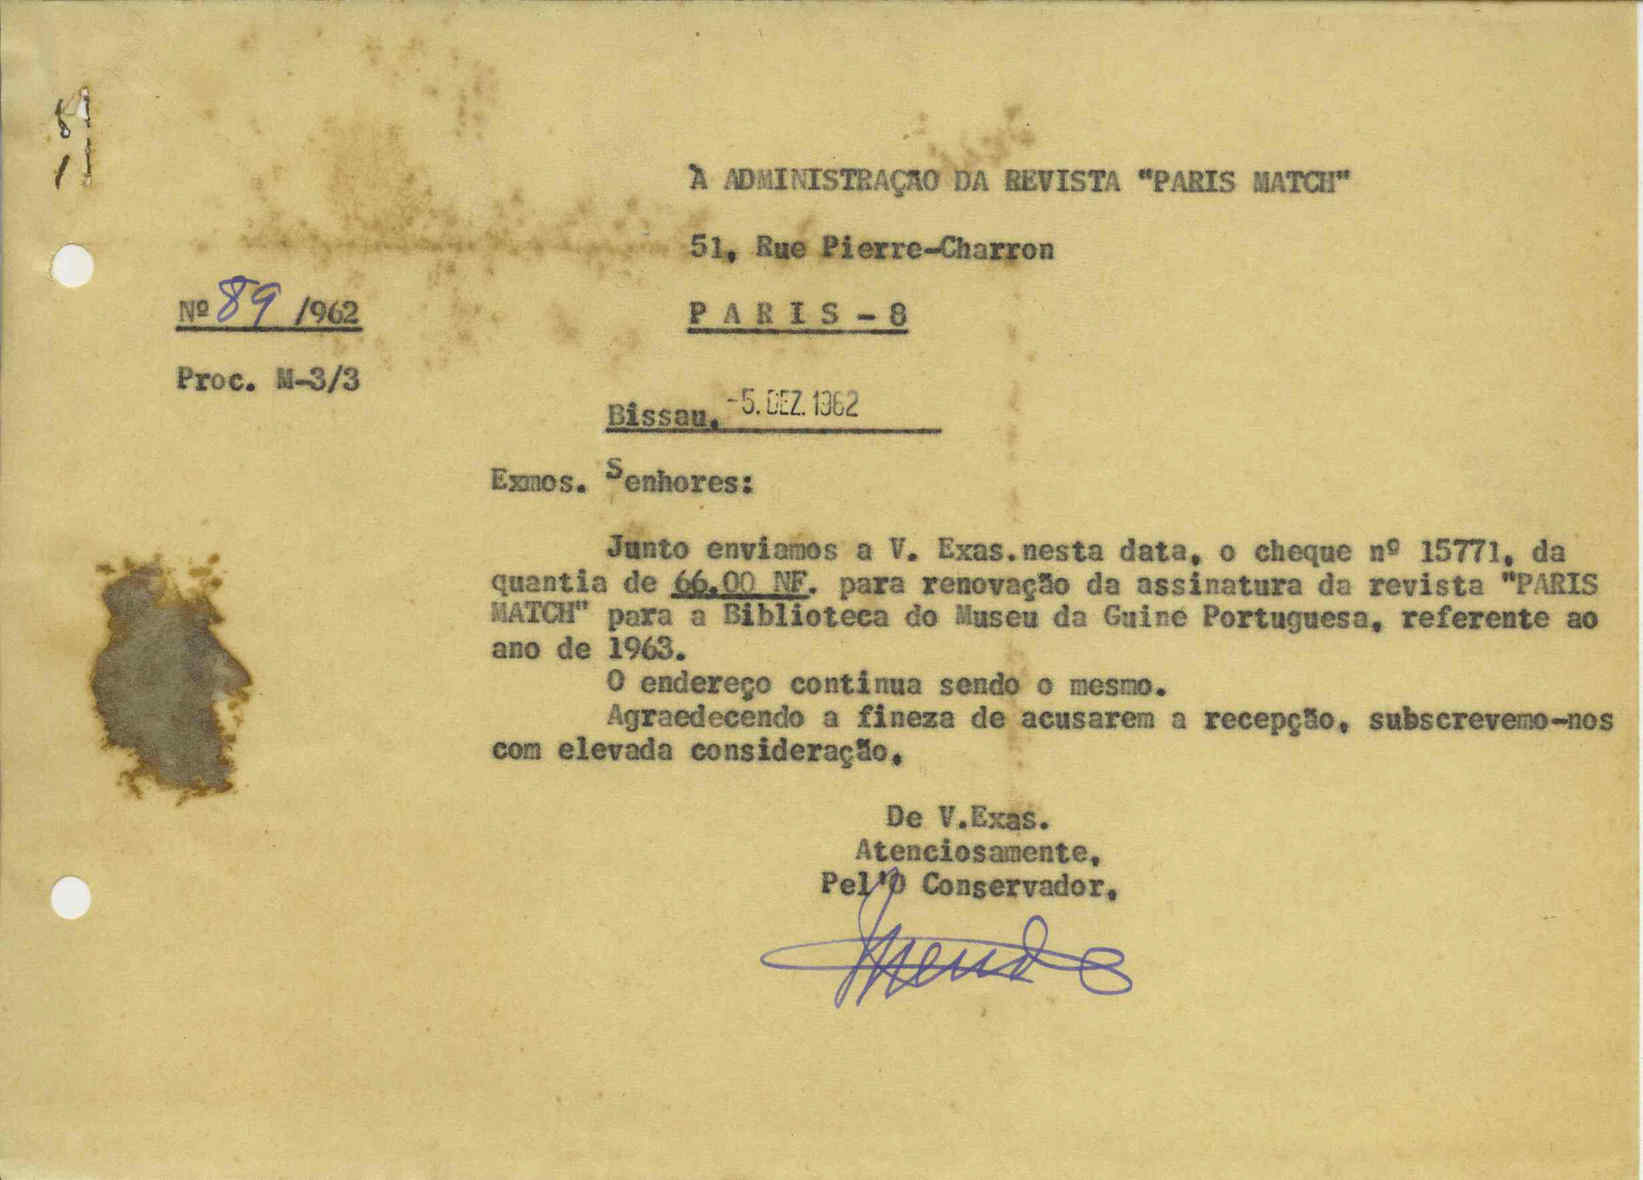 À ADMINISTRAÇÃO DA REVISTA "PARIS MATCH"
51, Rue Pierre-Charron
Nº 89 /962
P A R I S - 8
Proc. M-3/3
Bissau, -5. DEZ. 1962
Exmos. Senhores:
Junto enviamos a V. Exas.nesta data, o cheque nº 15771, da
quantia de 66,00 NF. para renovação da assinatura da revista "PARIS
MATCH" para a Biblioteca do Museu da Guiné Portuguesa, referente ao
ano de 1963.
O endereço continua sendo o mesmo.
Agraedecendo a fineza de acusarem a recepção, subscrevemo-nos
com elevada consideração,
De V.Exas.
Atenciosamente,
Pel'O Conservador,